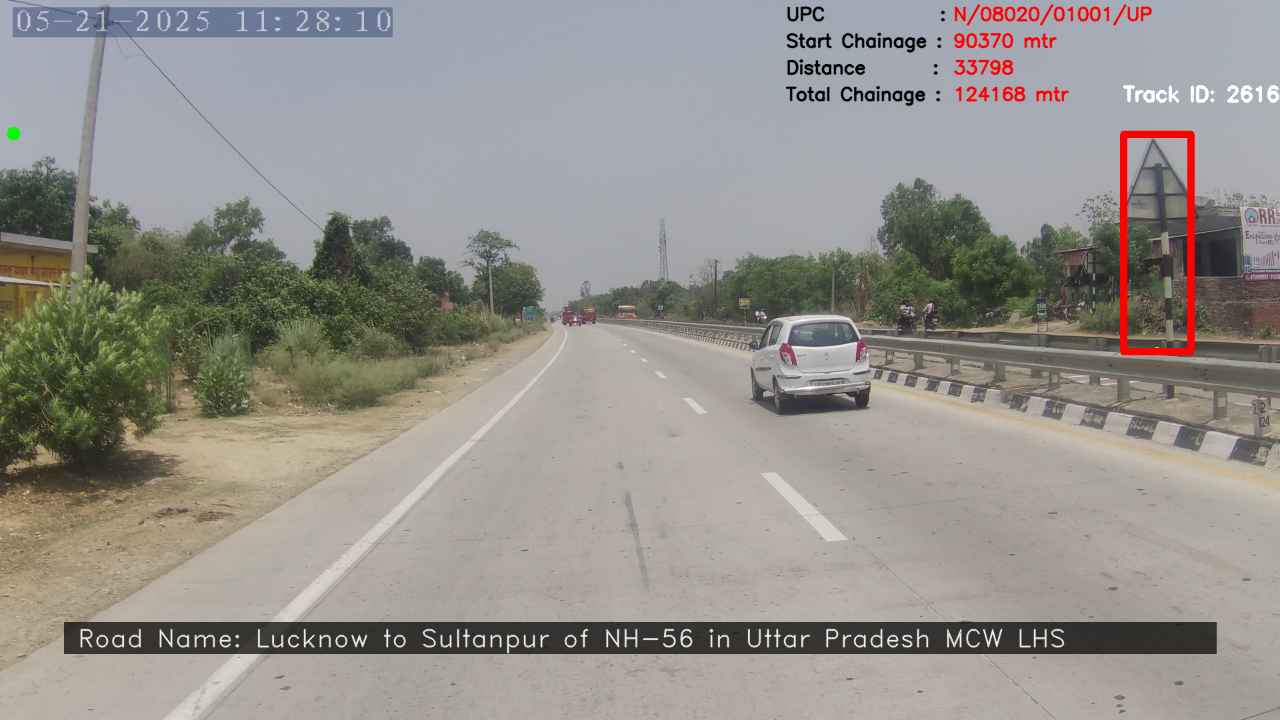 05-21-2025 11:28:10
UPC : N/08020/01001/UP
Start Chainage : 90370 mtr
Distance : 33798
Total Chainage : 124168 mtr
Track ID: 2616
Road Name: Lucknow to Sultanpur of NH-56 in Uttar Pradesh MCW LHS